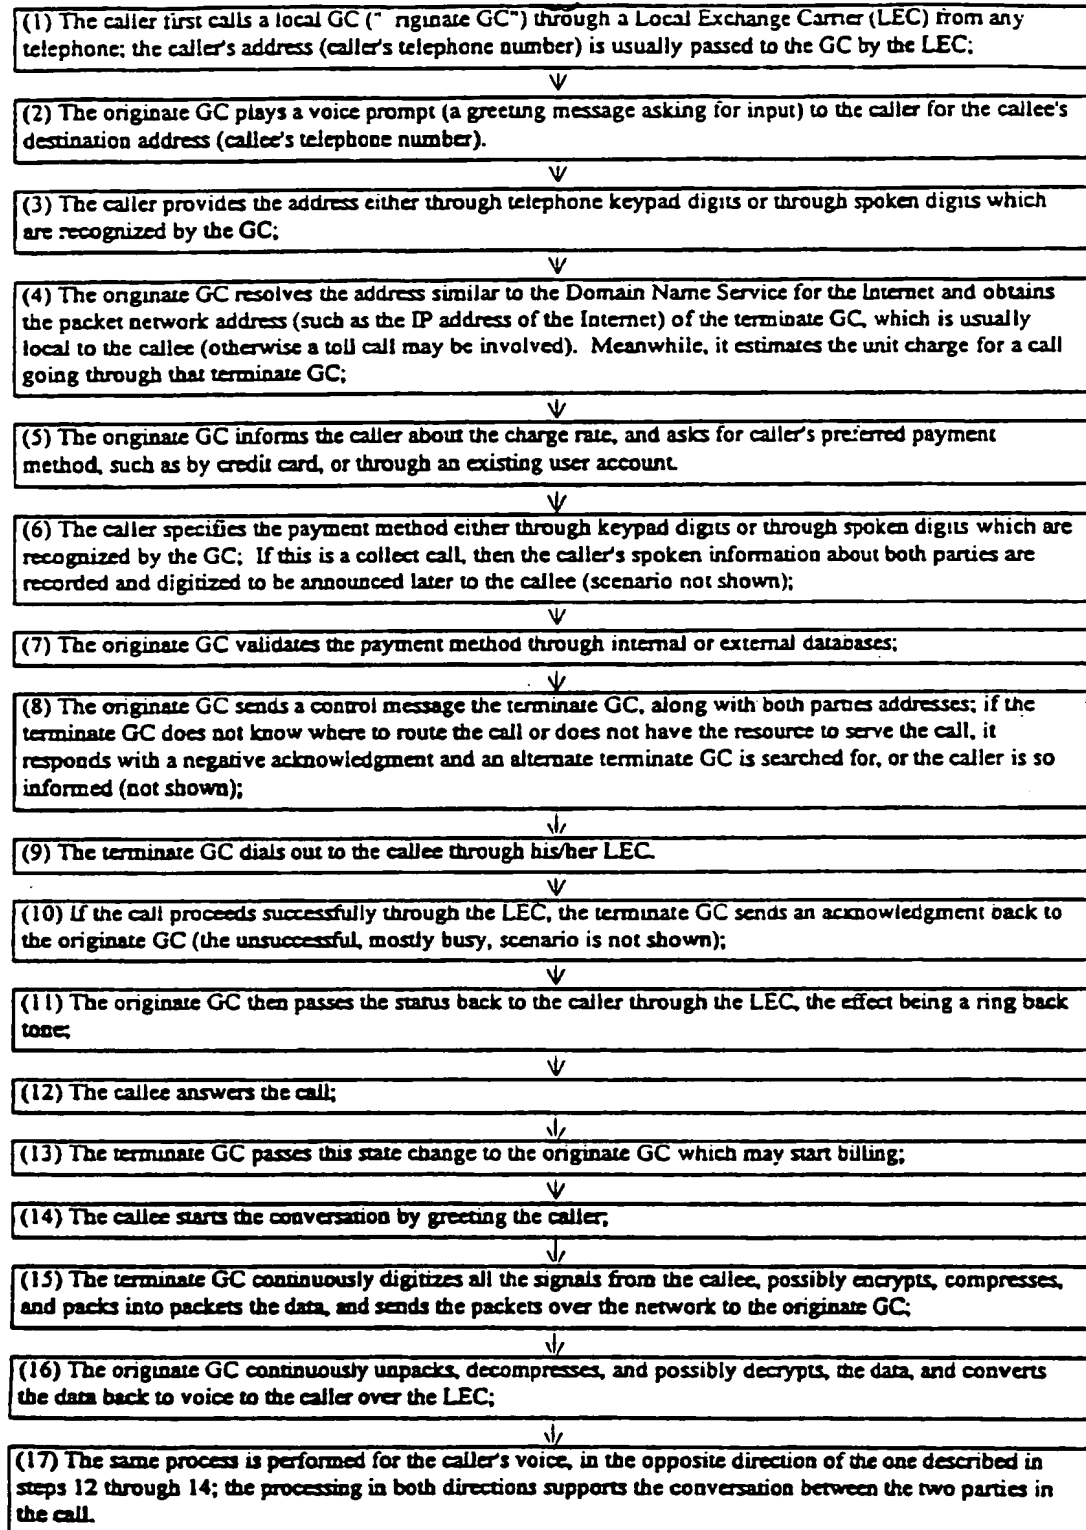 (1) The caller first calls a local GC (" riginate GC") through a Local Exchange Carrier (LEC) from any
telephone; the caller's address (caller's telephone number) is usually passed to the GC by the LEC;
(2) The originate GC plays a voice prompt (a greeting message asking for input) to the caller for the callee's
destination address (callee's telephone number).
(3) The caller provides the address either through telephone keypad digits or through spoken digits which
are recognized by the GC;
(4) The originate GC resolves the address similar to the Domain Name Service for the Internet and obtains
the packet network address (such as the IP address of the Internet) of the terminate GC, which is usually
local to the callee (otherwise a toll call may be involved). Meanwhile, it estimates the unit charge for a call
going through that terminate GC;
(5) The originate GC informs the caller about the charge rate, and asks for caller's preferred payment
method, such as by credit card, or through an existing user account.
(6) The caller specifies the payment method either through keypad digits or through spoken digits which are
recognized by the GC; If this is a collect call, then the caller's spoken information about both parties are
recorded and digitized to be announced later to the callee (scenario not shown);
(7) The originate GC validates the payment method through internal or external databases;
(8) The originate GC sends a control message the terminate GC, along with both parties addresses; if the
terminate GC does not know where to route the call or does not have the resource to serve the call, it
responds with a negative acknowledgment and an alternate terminate GC is searched for, or the caller is so
informed (not shown);
(9) The terminate GC dials out to the callee through his/her LEC.
(10) If the call proceeds successfully through the LEC, the terminate GC sends an acknowledgment back to
the originate GC (the unsuccessful, mostly busy, scenario is not shown);
(11) The originate GC then passes the status back to the caller through the LEC, the effect being a ring back
tone;
(12) The callee answers the call;
(13) The terminate GC passes this state change to the originate GC which may start billing;
(14) The callee starts the conversation by greeting the caller;
(15) The terminate GC continuously digitizes all the signals from the callee, possibly encrypts, compresses,
and packs into packets the data, and sends the packets over the network to the originate GC;
(16) The originate GC continuously unpacks, decompresses, and possibly decrypts, the data, and converts
the data back to voice to the caller over the LEC;
(17) The same process is performed for the caller's voice, in the opposite direction of the one described in
steps 12 through 14; the processing in both directions supports the conversation between the two parties in
the call.